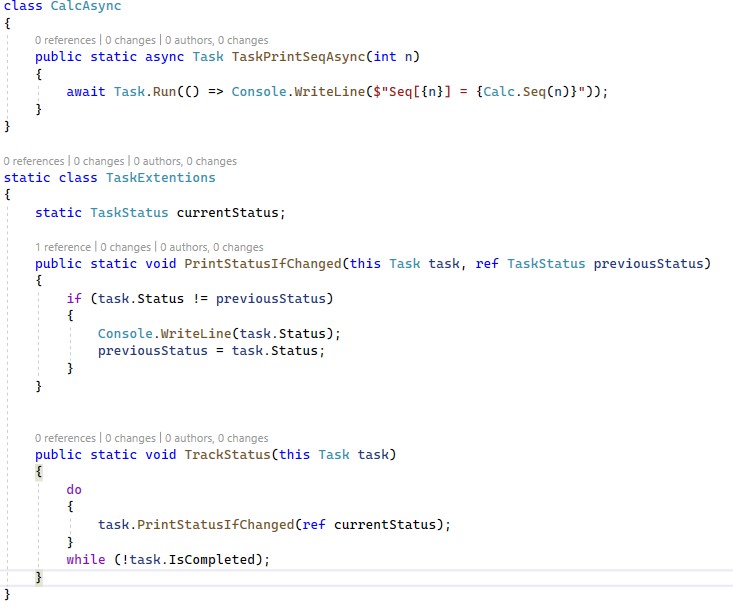 class CalcAsync
{
0 references | 0 changes | 0 authors, 0 changes
public static async Task TaskPrintSeqAsync(int n)
{
await Task.Run(() => Console.WriteLine($"Seq[{n}] = {Calc.Seq(n)}"));
}
}
0 references | 0 changes | 0 authors, 0 changes
static class TaskExtentions
{
static TaskStatus currentStatus;
1 reference | 0 changes | 0 authors, 0 changes
public static void PrintStatusIfChanged(this Task task, ref TaskStatus previousStatus)
{
if (task.Status != previousStatus)
{
Console.WriteLine(task.Status);
previousStatus = task.Status;
}
}
0 references | 0 changes | 0 authors, 0 changes
public static void TrackStatus(this Task task)
{
do
{
task.PrintStatusIfChanged(ref currentStatus);
}
while (!task.IsCompleted);
}
}